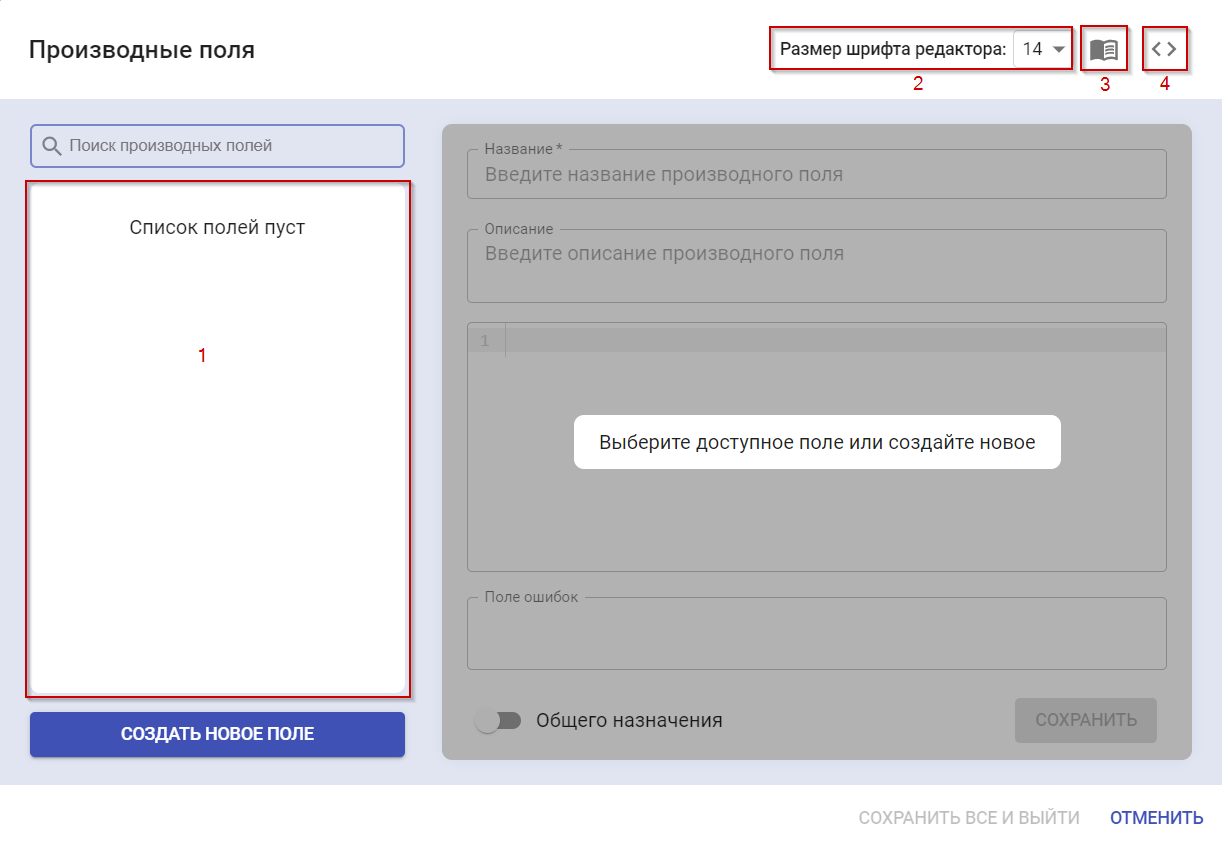 Производные поля
Размер шрифта редактора: 14
2
3
4
Поиск производных полей
Список полей пуст
1
СОЗДАТЬ НОВОЕ ПОЛЕ
Название *
Введите название производного поля
Описание
Введите описание производного поля
1
Выберите доступное поле или создайте новое
Поле ошибок
Общего назначения
СОХРАНИТЬ
СОХРАНИТЬ ВСЕ И ВЫЙТИ
ОТМЕНИТЬ